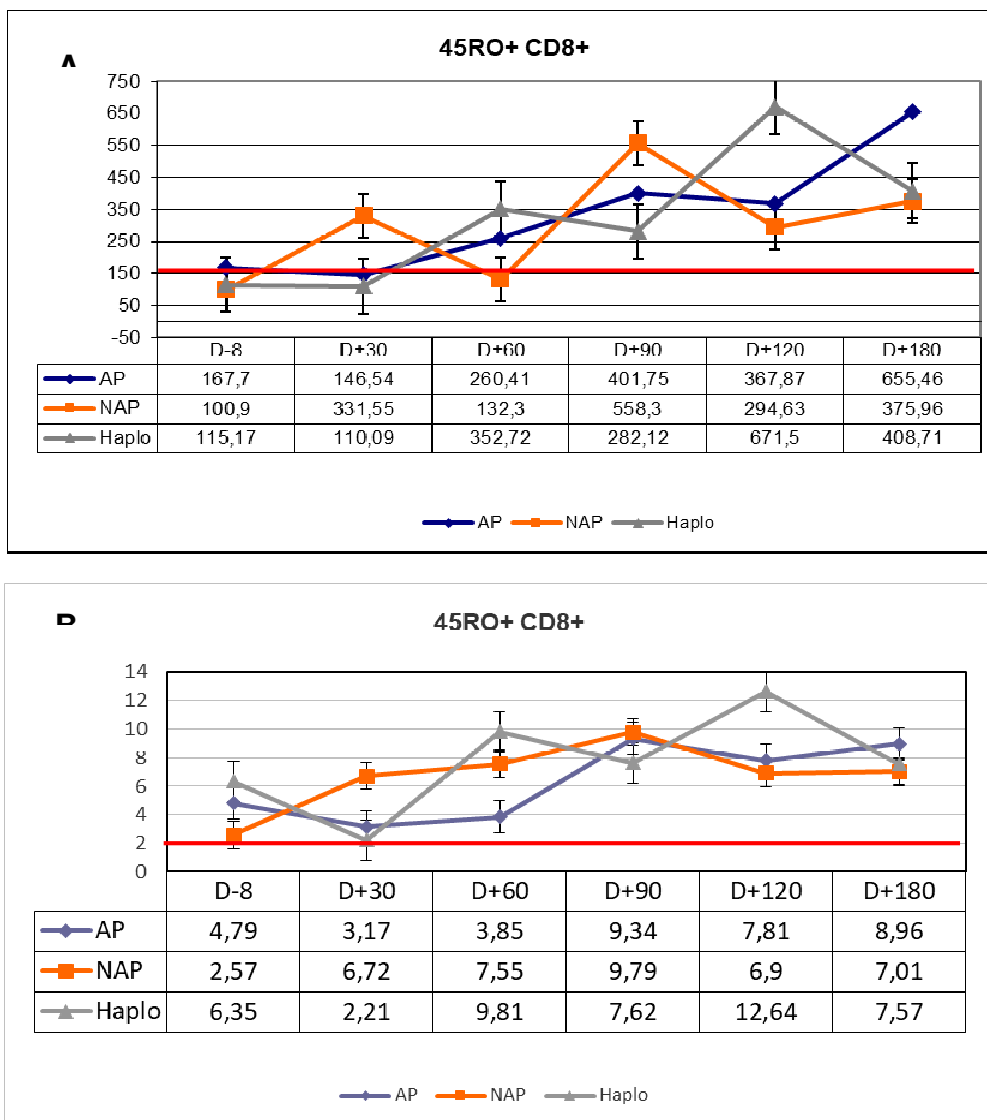 A
45RO+ CD8+
750
650
550
450
350
250
150
50
-50
D-8 D+30 D+60 D+90 D+120 D+180
AP 167,7 146,54 260,41 401,75 367,87 655,46
NAP 100,9 331,55 132,3 558,3 294,63 375,96
Haplo 115,17 110,09 352,72 282,12 671,5 408,71
AP NAP Haplo
B
45RO+ CD8+
14
12
10
8
6
4
2
0
D-8 D+30 D+60 D+90 D+120 D+180
AP 4,79 3,17 3,85 9,34 7,81 8,96
NAP 2,57 6,72 7,55 9,79 6,9 7,01
Haplo 6,35 2,21 9,81 7,62 12,64 7,57
AP NAP Haplo